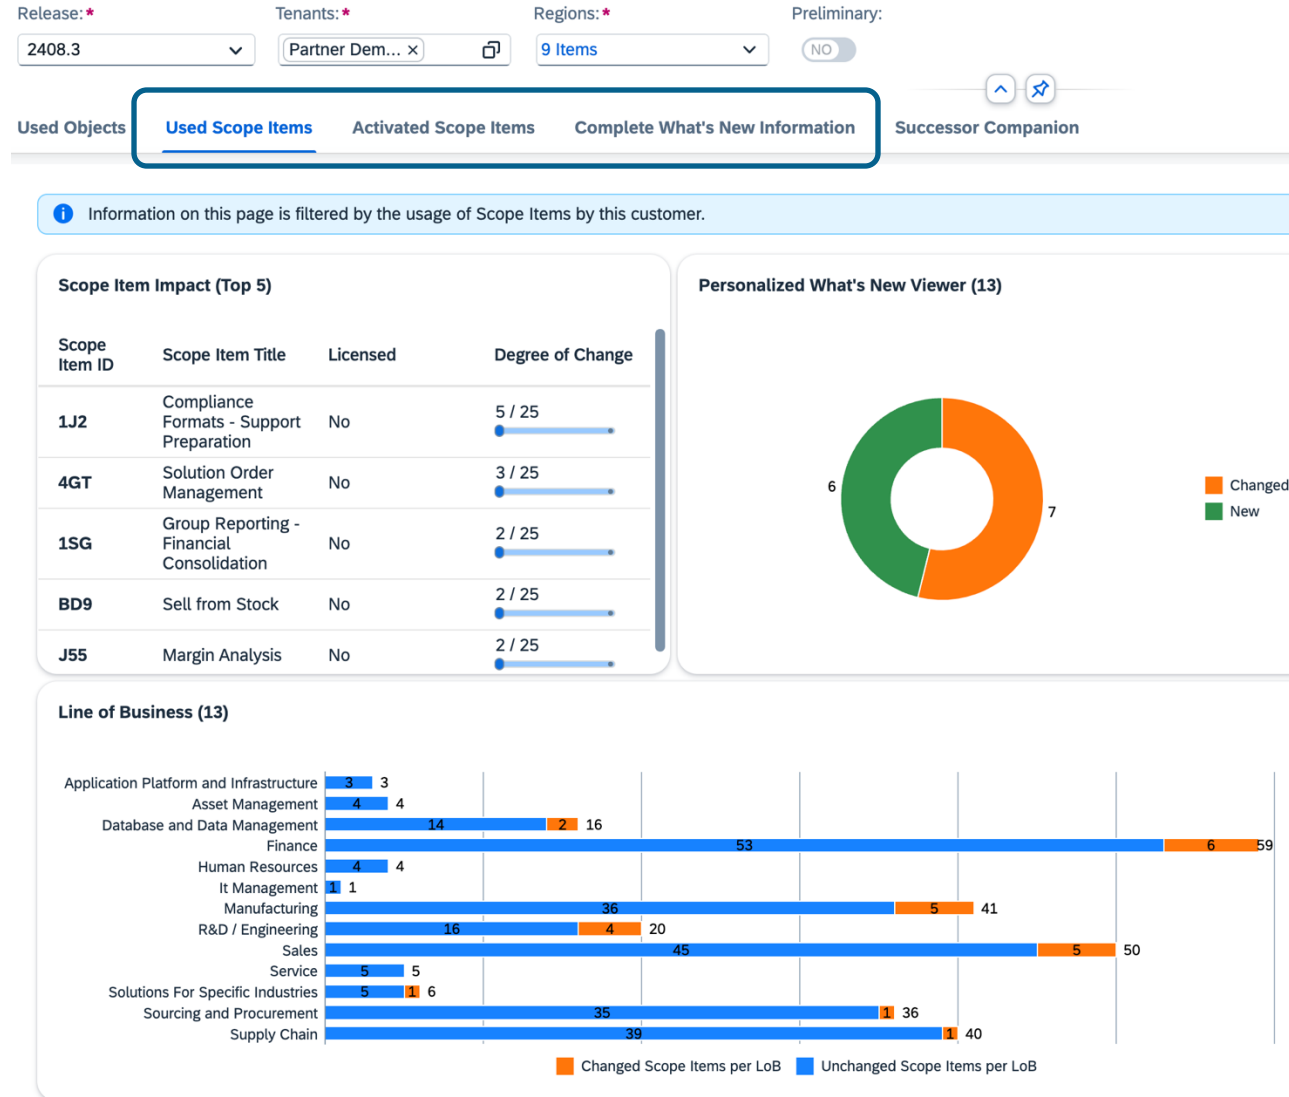 Release:* Tenants:* Regions:* Preliminary:
2408.3 Partner Dem... × 9 Items NO
Used Objects Used Scope Items Activated Scope Items Complete What's New Information Successor Companion
Information on this page is filtered by the usage of Scope Items by this customer.
Scope Item Impact (Top 5)
Scope Item ID Scope Item Title Licensed Degree of Change
1J2 Compliance Formats - Support Preparation No 5 / 25
4GT Solution Order Management No 3 / 25
1SG Group Reporting - Financial Consolidation No 2 / 25
BD9 Sell from Stock No 2 / 25
J55 Margin Analysis No 2 / 25
Personalized What's New Viewer (13)
6
7
Changed
New
Line of Business (13)
Application Platform and Infrastructure 3 3
Asset Management 4 4
Database and Data Management 14 2 16
Finance 53 6 59
Human Resources 4 4
It Management 1 1
Manufacturing 36 5 41
R&D / Engineering 16 4 20
Sales 45 5 50
Service 5 5
Solutions For Specific Industries 5 1 6
Sourcing and Procurement 35 1 36
Supply Chain 39 1 40
Changed Scope Items per LoB Unchanged Scope Items per LoB